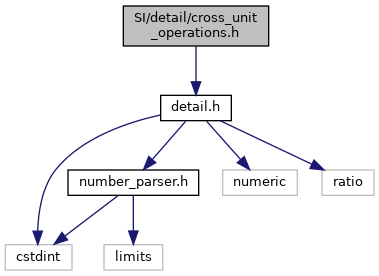 SI/detail/cross_unit
_operations.h
detail.h
number_parser.h
numeric
ratio
cstdint
limits